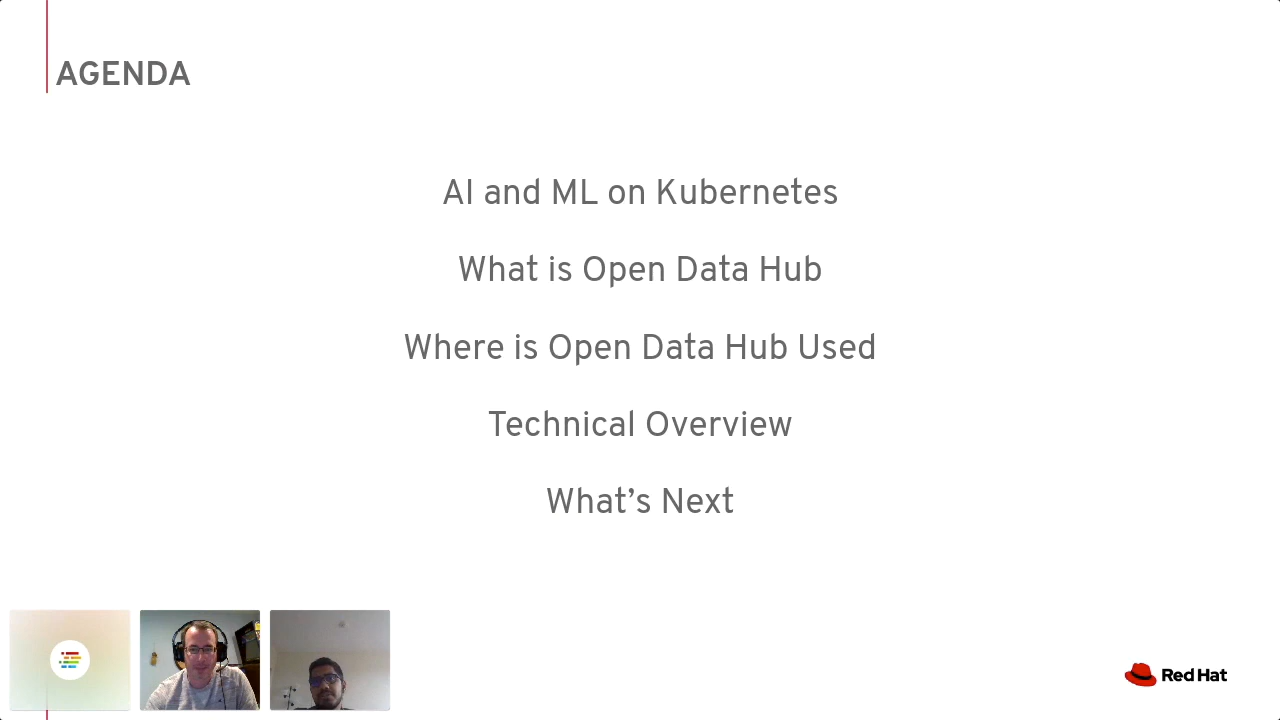 AGENDA
AI and ML on Kubernetes
What is Open Data Hub
Where is Open Data Hub Used
Technical Overview
What’s Next
Red Hat